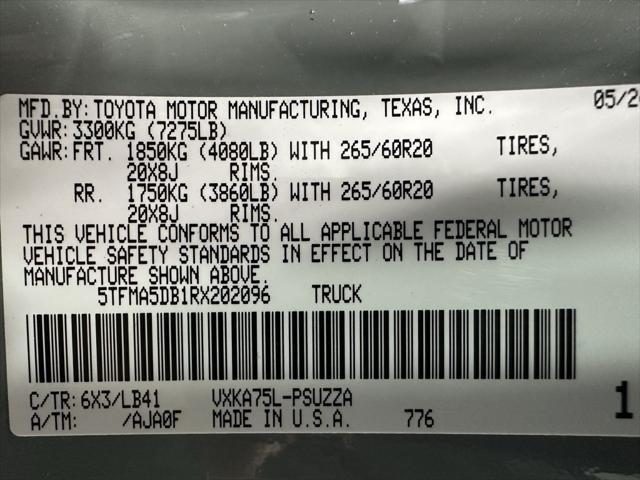 MFD.BY:TOYOTA MOTOR MANUFACTURING, TEXAS, INC. 05/2
GVWR:3300KG (7275LB)
GAWR:FRT. 1850KG (4080LB) WITH 265/60R20 TIRES,
20X8J RIMS.
RR. 1750KG (3860LB) WITH 265/60R20 TIRES,
20X8J RIMS.
THIS VEHICLE CONFORMS TO ALL APPLICABLE FEDERAL MOTOR
VEHICLE SAFETY STANDARDS IN EFFECT ON THE DATE OF
MANUFACTURE SHOWN ABOVE.
5TFMA5DB1RX202096 TRUCK
C/TR:6X3/LB41 VXKA75L-PSUZZA
A/TM: /AJA0F MADE IN U.S.A. 776 1